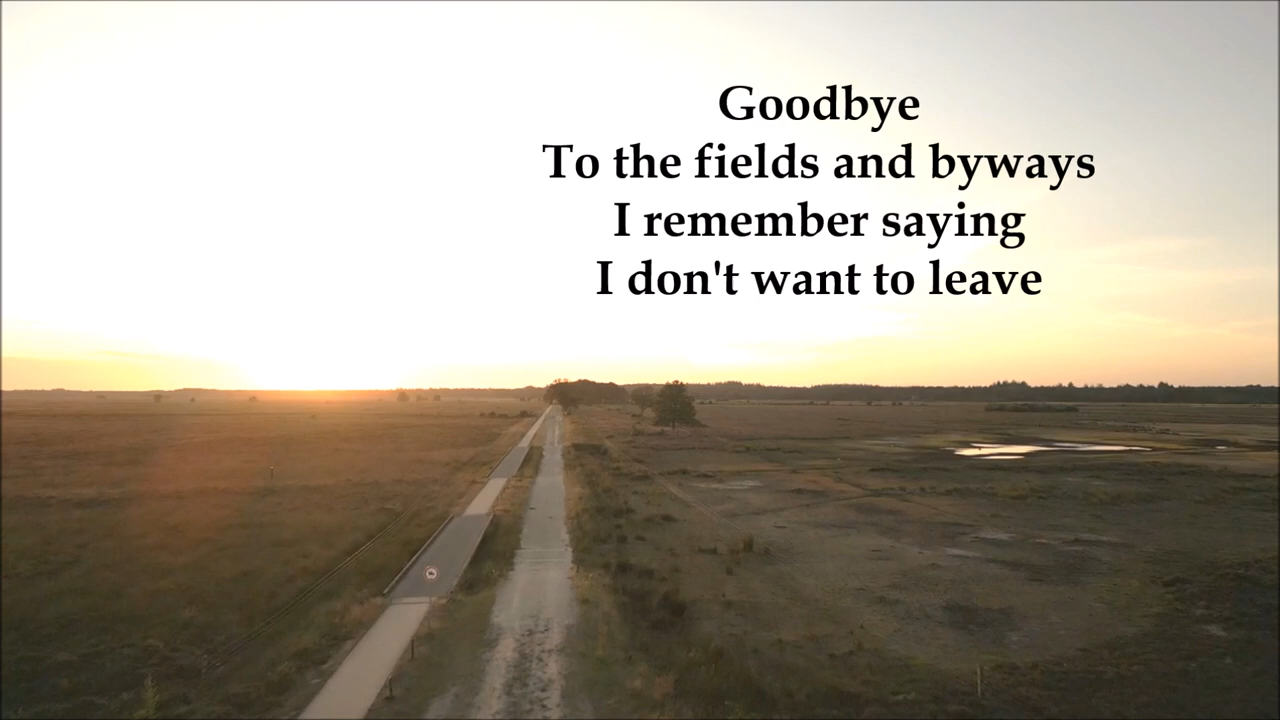 Goodbye
To the fields and byways
I remember saying
I don't want to leave